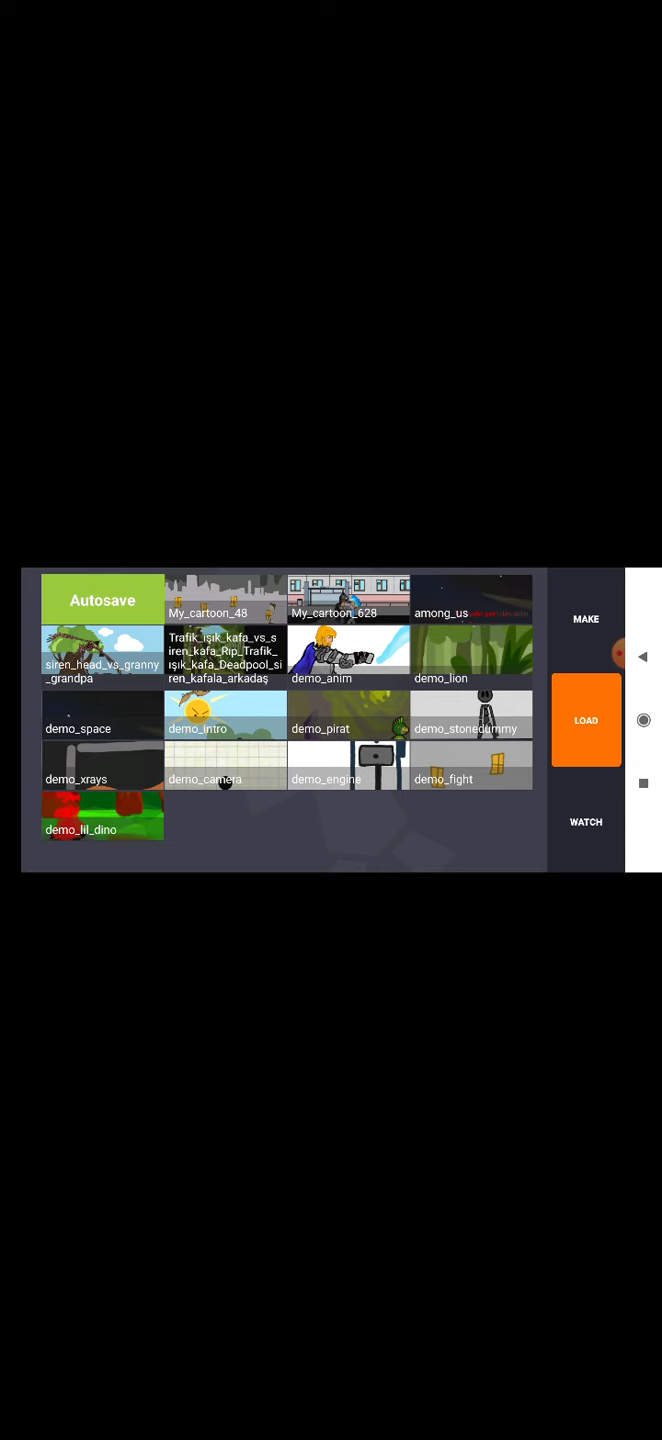 Autosave
My_cartoon_48
My_cartoon_628
among_us
siren_head_vs_granny
_grandpa
Trafik_ışık_kafa_vs_s
iren_kafa_Rip_Trafik_
ışık_kafa_Deadpool_si
ren_kafala_arkadaş
demo_anim
demo_lion
demo_space
demo_intro
demo_pirat
demo_stonedummy
demo_xrays
demo_camera
demo_engine
demo_fight
demo_lil_dino
MAKE
LOAD
WATCH